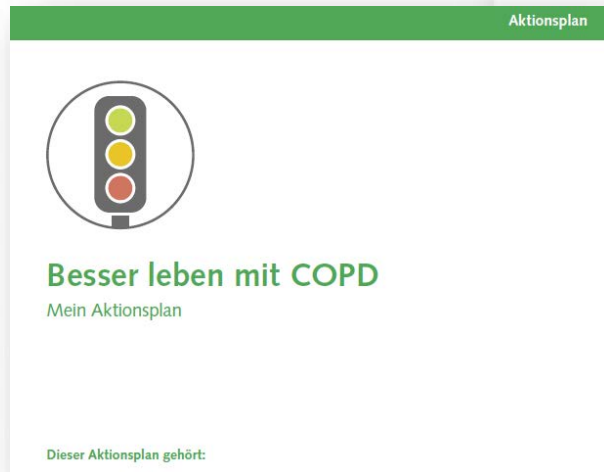 Aktionsplan
Besser leben mit COPD
Mein Aktionsplan
Dieser Aktionsplan gehört: